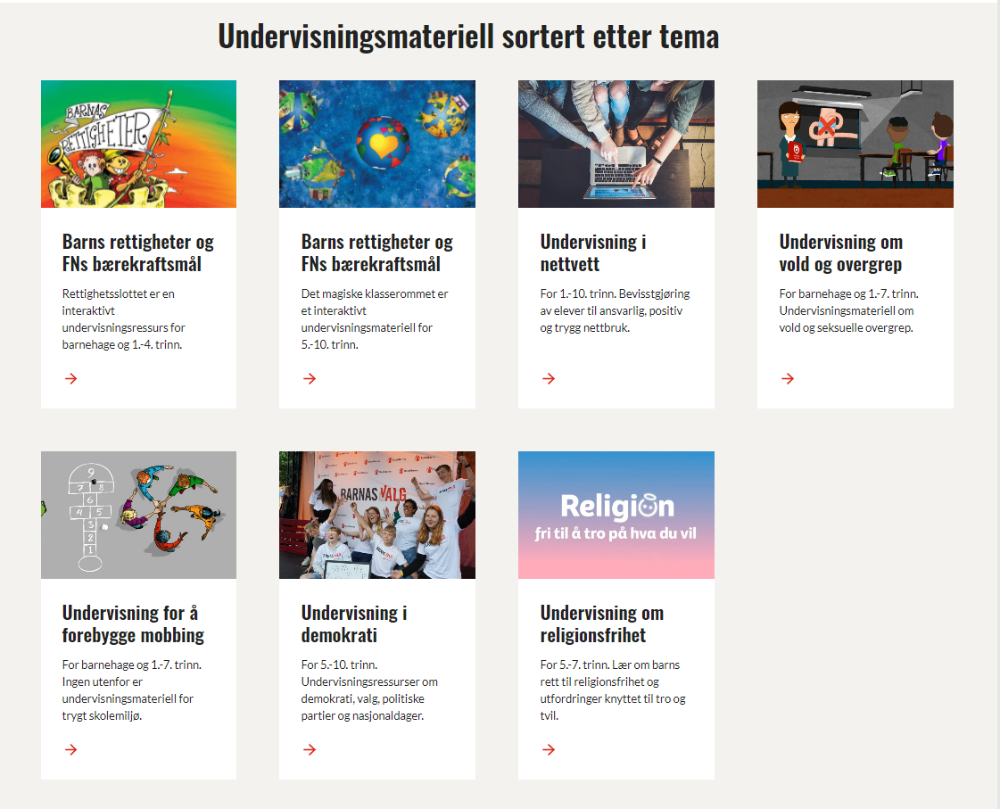 Undervisningsmateriell sortert etter tema
BARNAS
RETTIGHETER
Barns rettigheter og
FNs bærekraftsmål
Rettighetsslottet er en
interaktivt
undervisningsressurs for
barnehage og 1.-4. trinn.
Barns rettigheter og
FNs bærekraftsmål
Det magiske klasserommet er
et interaktivt
undervisningsmateriell for
5.-10. trinn.
Undervisning i
nettvett
For 1.-10. trinn. Bevisstgjøring
av elever til ansvarlig, positiv
og trygg nettbruk.
Undervisning om
vold og overgrep
For barnehage og 1.-7. trinn.
Undervisningsmateriell om
vold og seksuelle overgrep.
9
7 8
6
4 5
3
2
1
Undervisning for å
forebygge mobbing
For barnehage og 1.-7. trinn.
Ingen utenfor er
undervisningsmateriell for
trygt skolemiljø.
BARNAS VALG
Undervisning i
demokrati
For 5.-10. trinn.
Undervisningsressurser om
demokrati, valg, politiske
partier og nasjonaldager.
Religion
fri til å tro på hva du vil
Undervisning om
religionsfrihet
For 5.-7. trinn. Lær om barns
rett til religionsfrihet og
utfordringer knyttet til tro og
tvil.